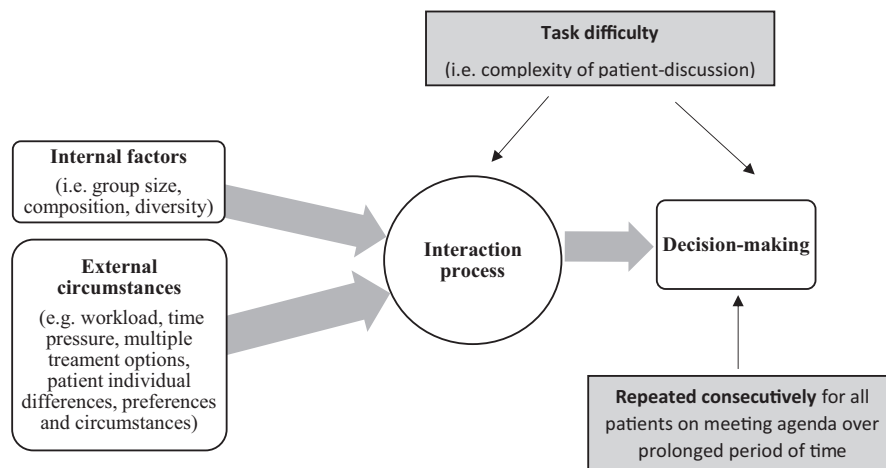 Task difficulty
(i.e. complexity of patient-discussion)
Internal factors
(i.e. group size,
composition, diversity)
External
circumstances
(e.g. workload, time
pressure, multiple
treament options,
patient individual
differences, preferences
and circumstances)
Interaction
process
Decision-making
Repeated consecutively for all
patients on meeting agenda over
prolonged period of time